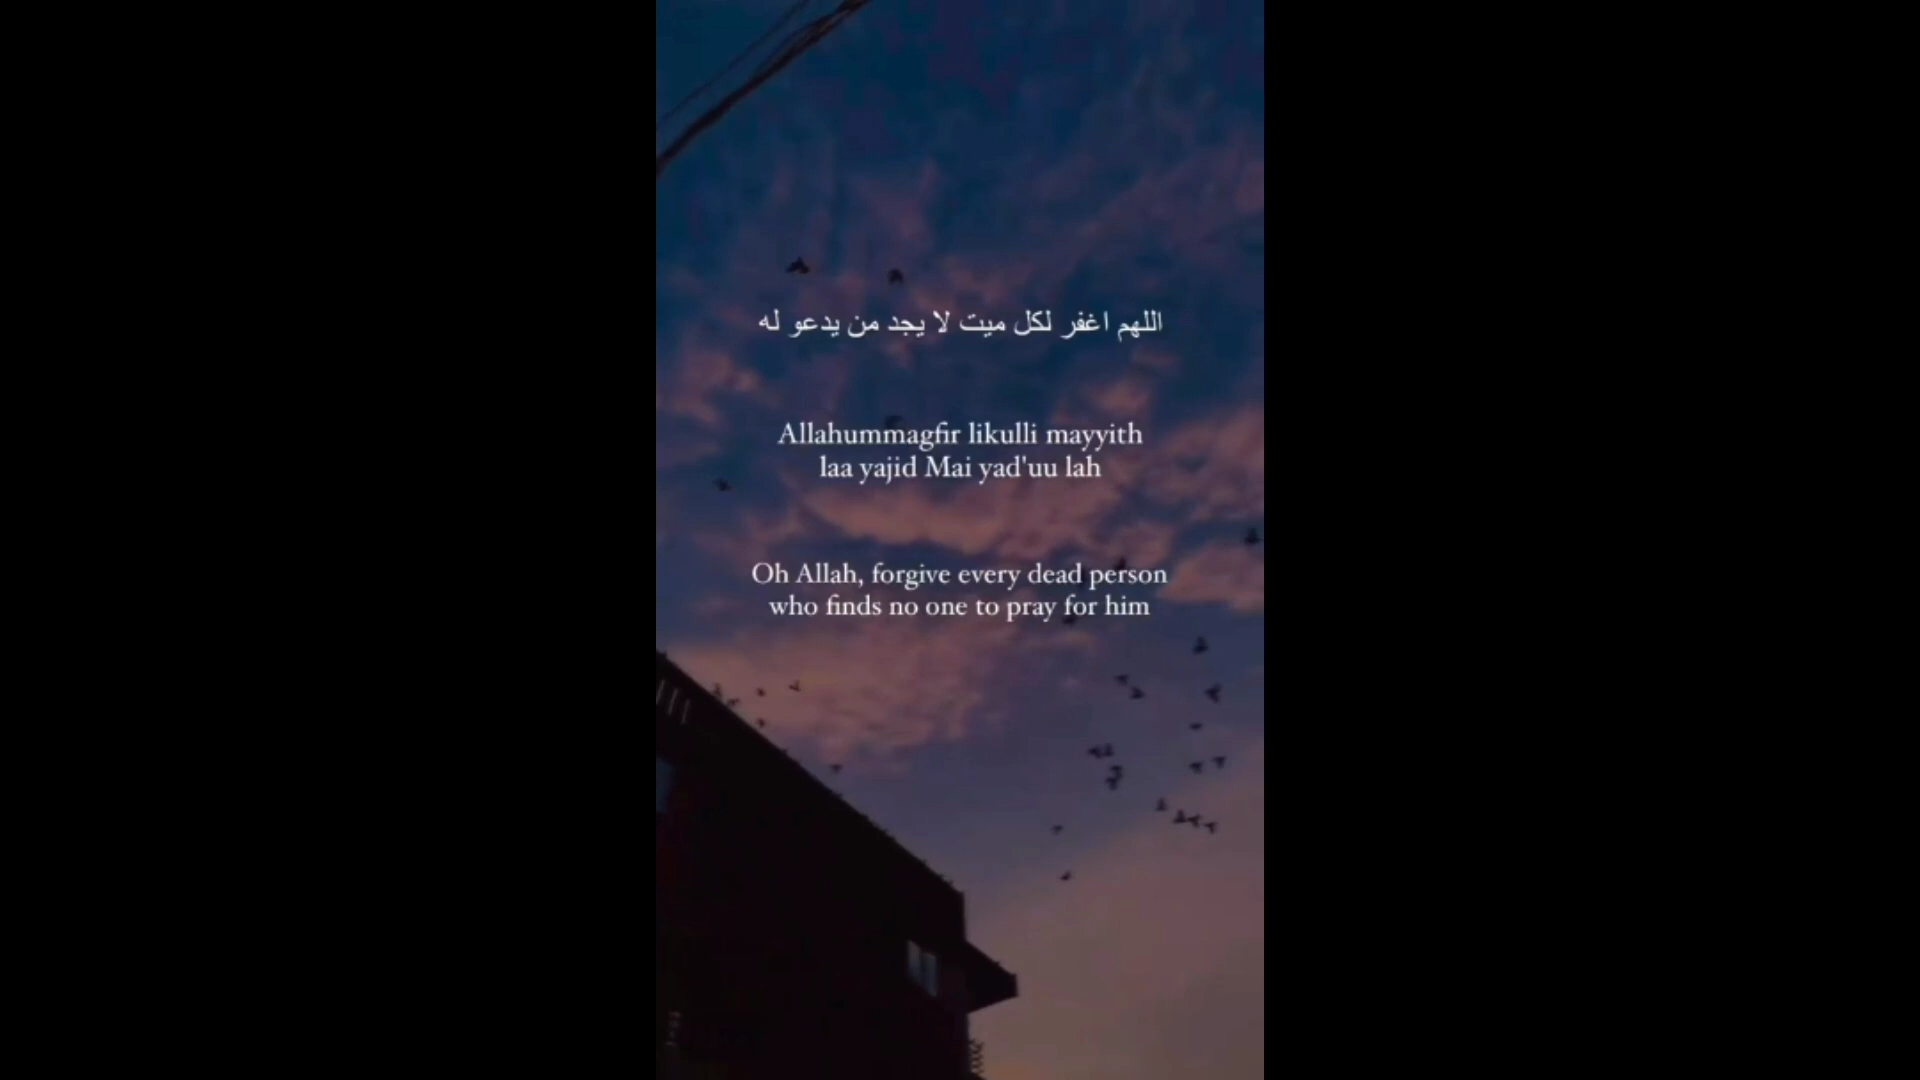 اللهم اغفر لكل ميت لا يجد من يدعو له
Allahummagfir likulli mayyith
laa yajid Mai yad'uu lah
Oh Allah, forgive every dead person
who finds no one to pray for him